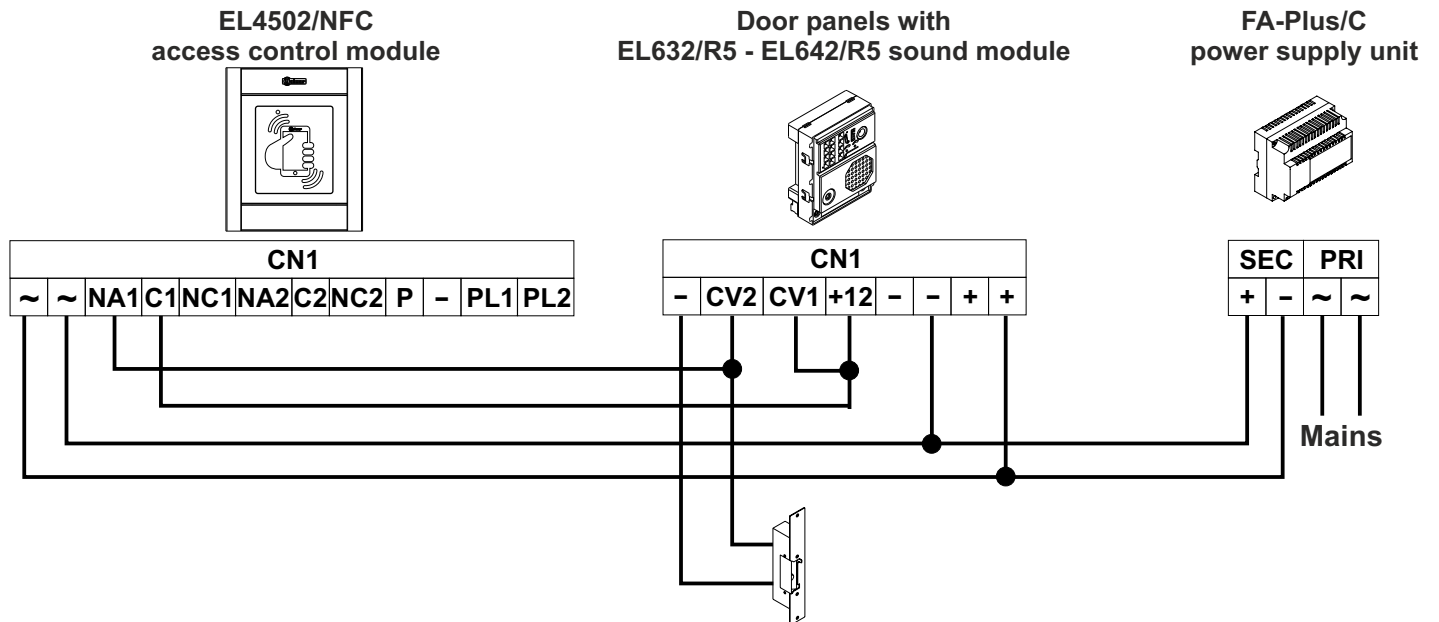 EL4502/NFC
access control module
Door panels with
EL632/R5 - EL642/R5 sound module
FA-Plus/C
power supply unit
CN1
~ ~ NA1 C1 NC1 NA2 C2 NC2 P − PL1 PL2
CN1
− CV2 CV1 +12 − − + +
SEC PRI
+ − ~ ~
Mains